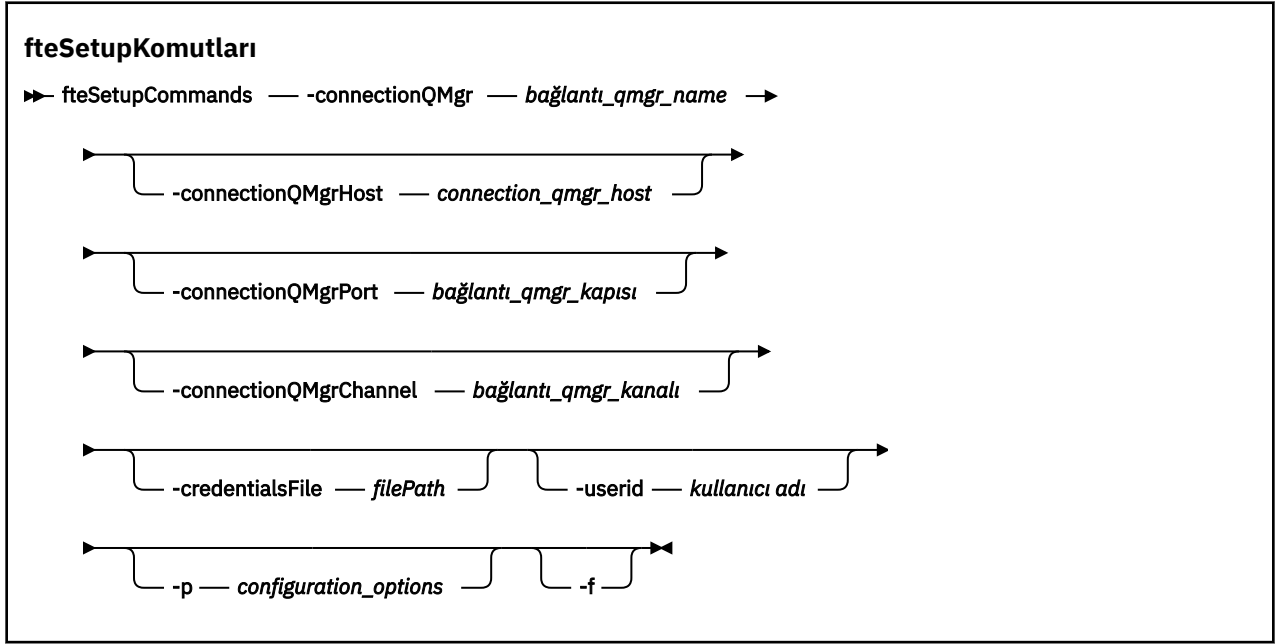 fteSetupKomutları
fteSetupCommands -connectionQMgr bağlantı_qmgr_name
-connectionQMgrHost connection_qmgr_host
-connectionQMgrPort bağlantı_qmgr_kapısı
-connectionQMgrChannel bağlantı_qmgr_kanalı
-credentialsFile filePath -userid kullanıcı adı
-p configuration_options -f